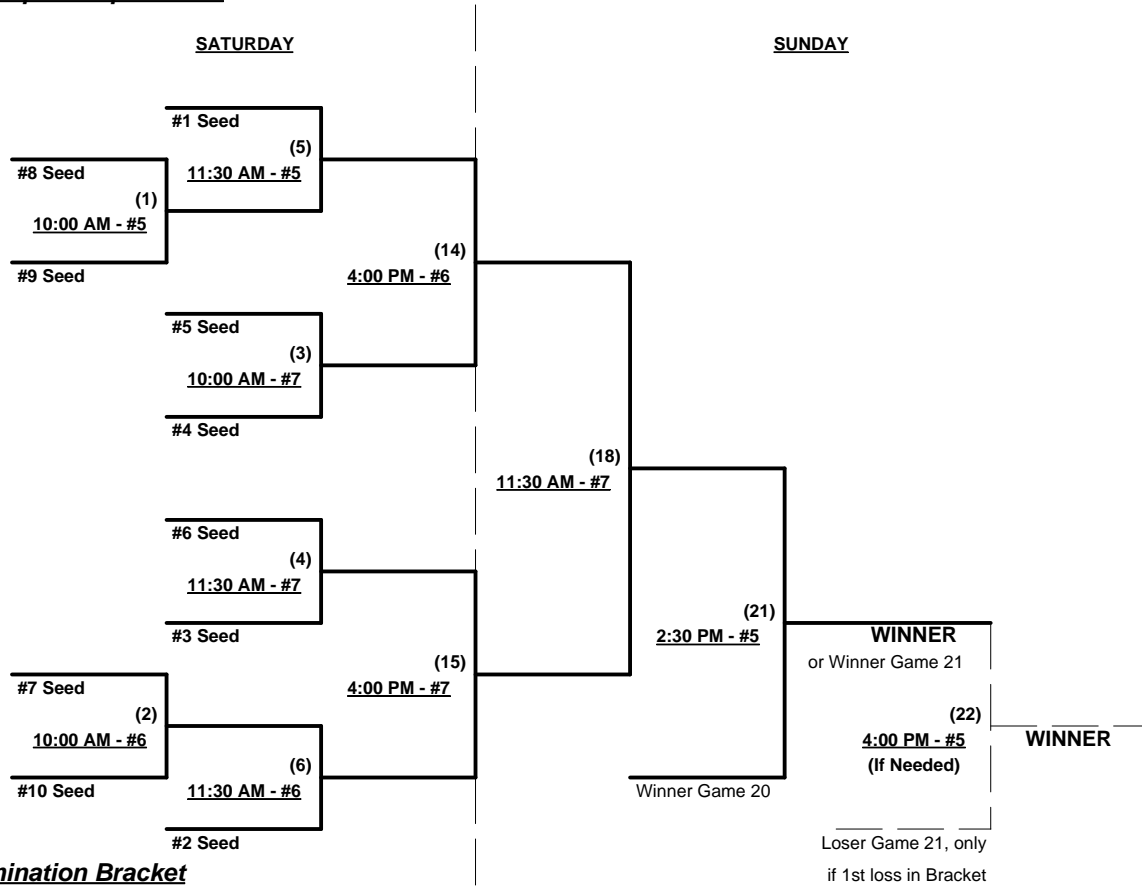 SATURDAY
SUNDAY
#1 Seed
(5)
11:30 AM - #5
#8 Seed
(1)
10:00 AM - #5
#9 Seed
(14)
4:00 PM - #6
#5 Seed
(3)
10:00 AM - #7
#4 Seed
(18)
11:30 AM - #7
#6 Seed
(4)
11:30 AM - #7
#3 Seed
(15)
4:00 PM - #7
#7 Seed
(2)
10:00 AM - #6
#10 Seed
(6)
11:30 AM - #6
#2 Seed
(21)
2:30 PM - #5
Winner Game 20
WINNER
or Winner Game 21
(22)
4:00 PM - #5
(If Needed)
WINNER
Loser Game 21, only
if 1st loss in Bracket
Bracket